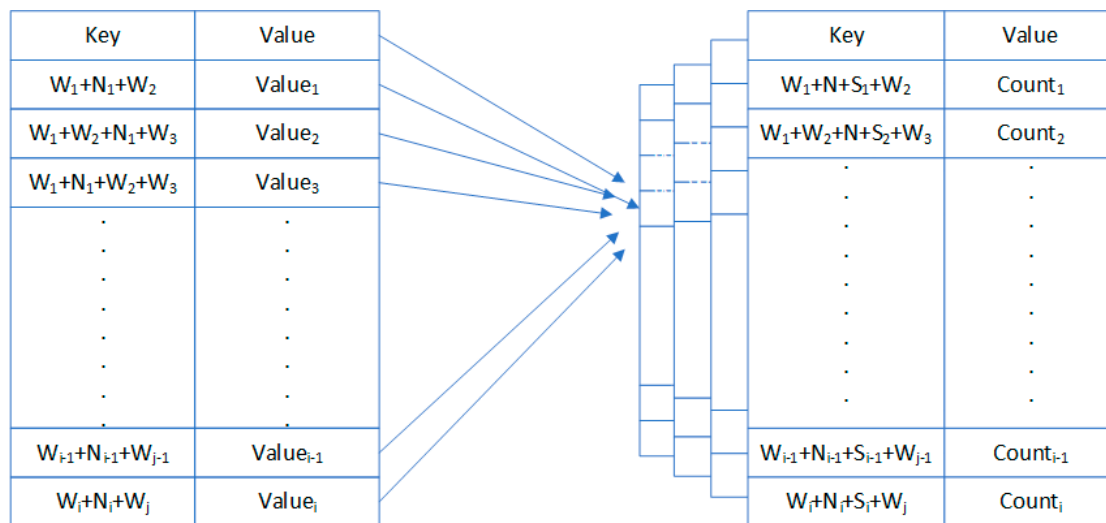 Key Value
W₁+N₁+W₂ Value₁
W₁+W₂+N₁+W₃ Value₂
W₁+N₁+W₂+W₃ Value₃
. .
. .
. .
. .
. .
. .
. .
. .
Wᵢ₋₁+Nᵢ₋₁+Wⱼ₋₁ Valueᵢ₋₁
Wᵢ+Nᵢ+Wⱼ Valueᵢ
Key Value
W₁+N+S₁+W₂ Count₁
W₁+W₂+N+S₂+W₃ Count₂
. .
. .
. .
. .
. .
. .
. .
. .
. .
Wᵢ₋₁+Nᵢ₋₁+Sᵢ₋₁+Wⱼ₋₁ Countᵢ₋₁
Wᵢ+Nᵢ+Sᵢ+Wⱼ Countᵢ